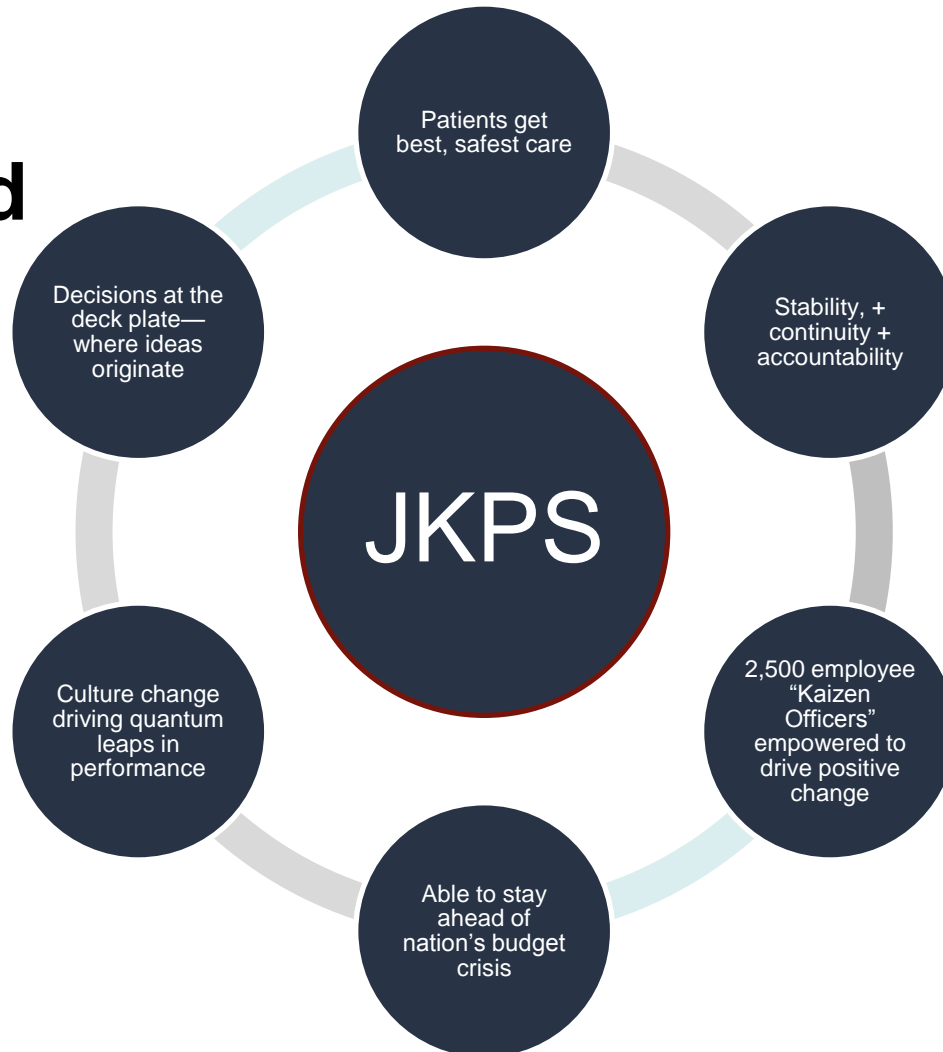 d
Patients get
best, safest care
Stability, +
continuity +
accountability
2,500 employee
“Kaizen
Officers”
empowered to
drive positive
change
Able to stay
ahead of
nation’s budget
crisis
Culture change
driving quantum
leaps in
performance
Decisions at the
deck plate—
where ideas
originate
JKPS